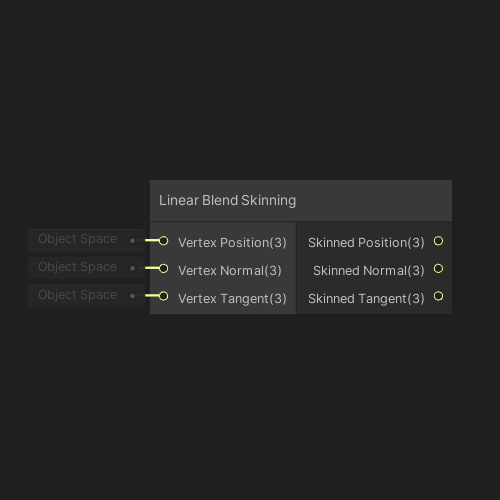 Linear Blend Skinning
Object Space Vertex Position(3) Skinned Position(3)
Object Space Vertex Normal(3) Skinned Normal(3)
Object Space Vertex Tangent(3) Skinned Tangent(3)